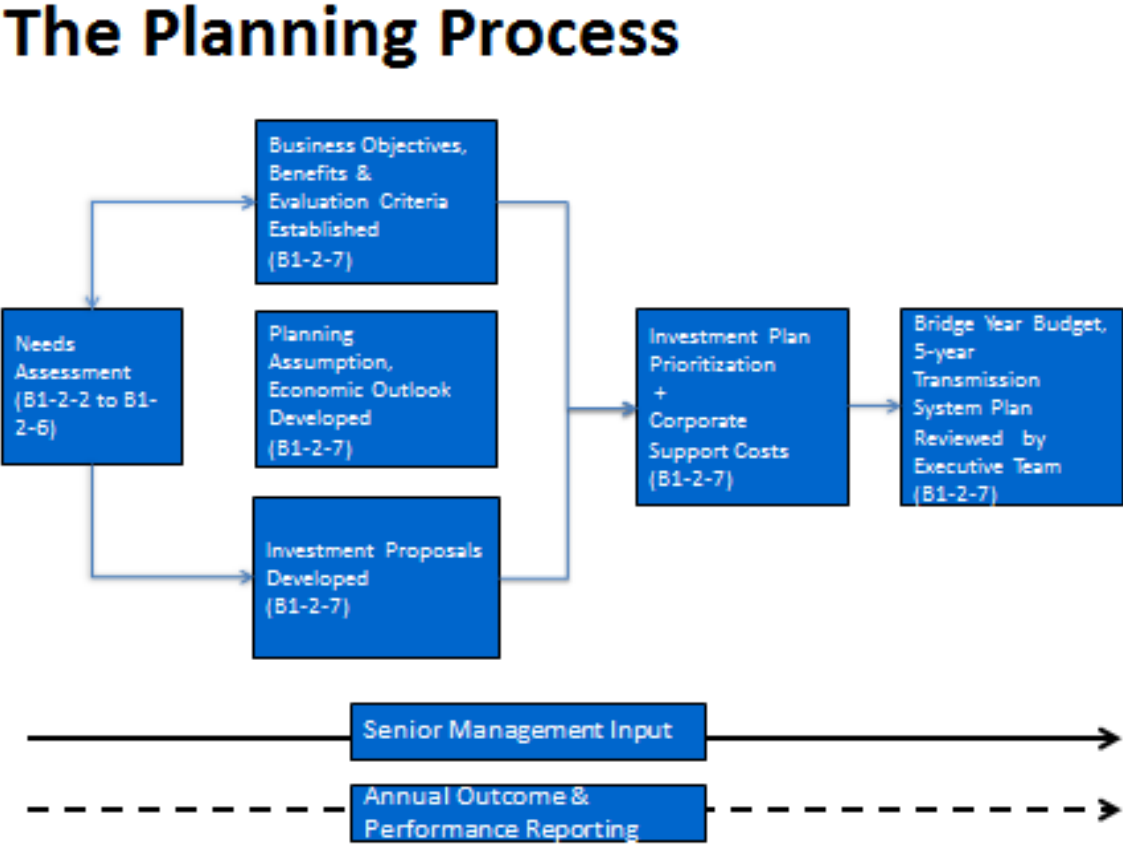 The Planning Process
Business Objectives,
Benefits &
Evaluation Criteria
Established
(B1-2-7)
Needs
Assessment
(B1-2-2 to B1-
2-6)
Planning
Assumption,
Economic Outlook
Developed
(B1-2-7)
Investment Proposals
Developed
(B1-2-7)
Investment Plan
Prioritization
+
Corporate
Support Costs
(B1-2-7)
Bridge Year Budget,
5-year
Transmission
System Plan
Reviewed by
Executive Team
(B1-2-7)
Senior Management Input
Annual Outcome &
Performance Reporting